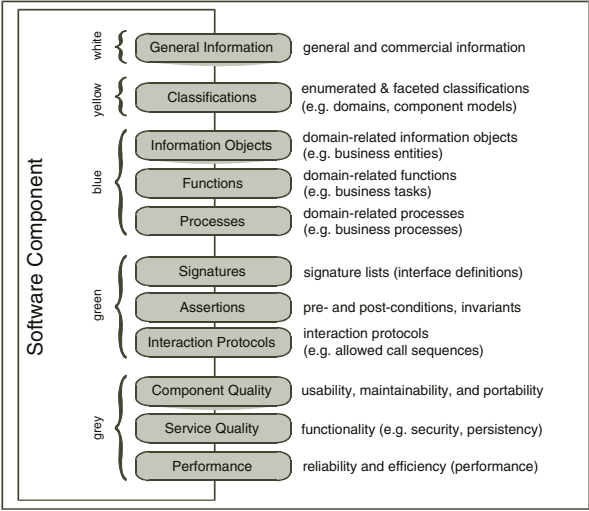 Software Component
white
General Information
general and commercial information
yellow
Classifications
enumerated & faceted classifications
(e.g. domains, component models)
blue
Information Objects
domain-related information objects
(e.g. business entities)
Functions
domain-related functions
(e.g. business tasks)
Processes
domain-related processes
(e.g. business processes)
green
Signatures
signature lists (interface definitions)
Assertions
pre- and post-conditions, invariants
Interaction Protocols
interaction protocols
(e.g. allowed call sequences)
grey
Component Quality
usability, maintainability, and portability
Service Quality
functionality (e.g. security, persistency)
Performance
reliability and efficiency (performance)